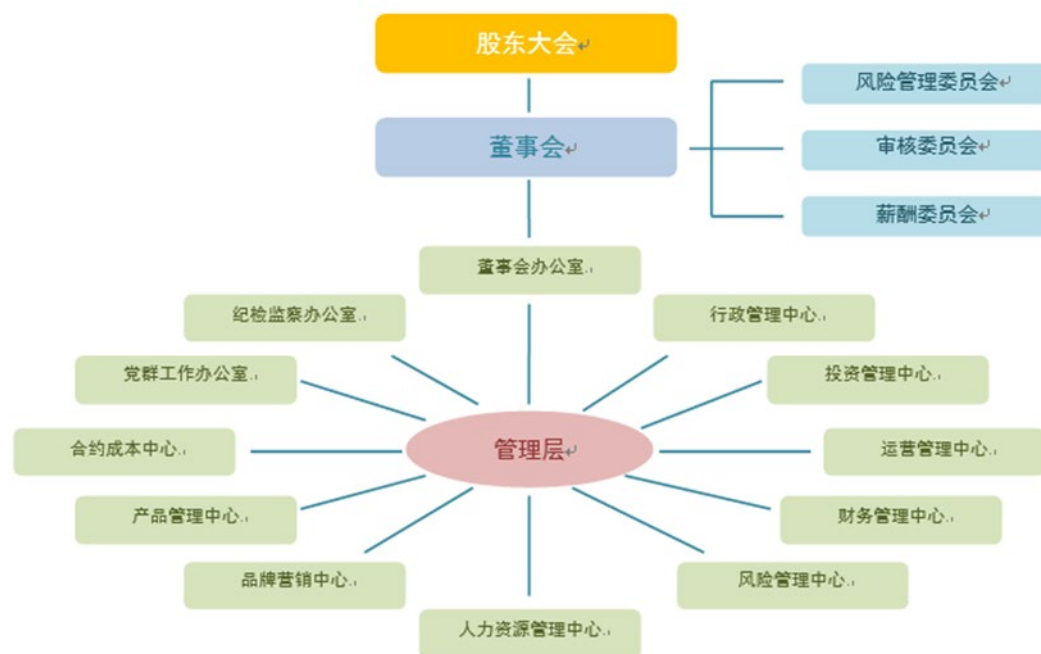 股东大会
风险管理委员会
董事会
审核委员会
薪酬委员会
董事会办公室
纪检监察办公室
行政管理中心
党群工作办公室
投资管理中心
合约成本中心
管理层
运营管理中心
产品管理中心
财务管理中心
品牌营销中心
风险管理中心
人力资源管理中心